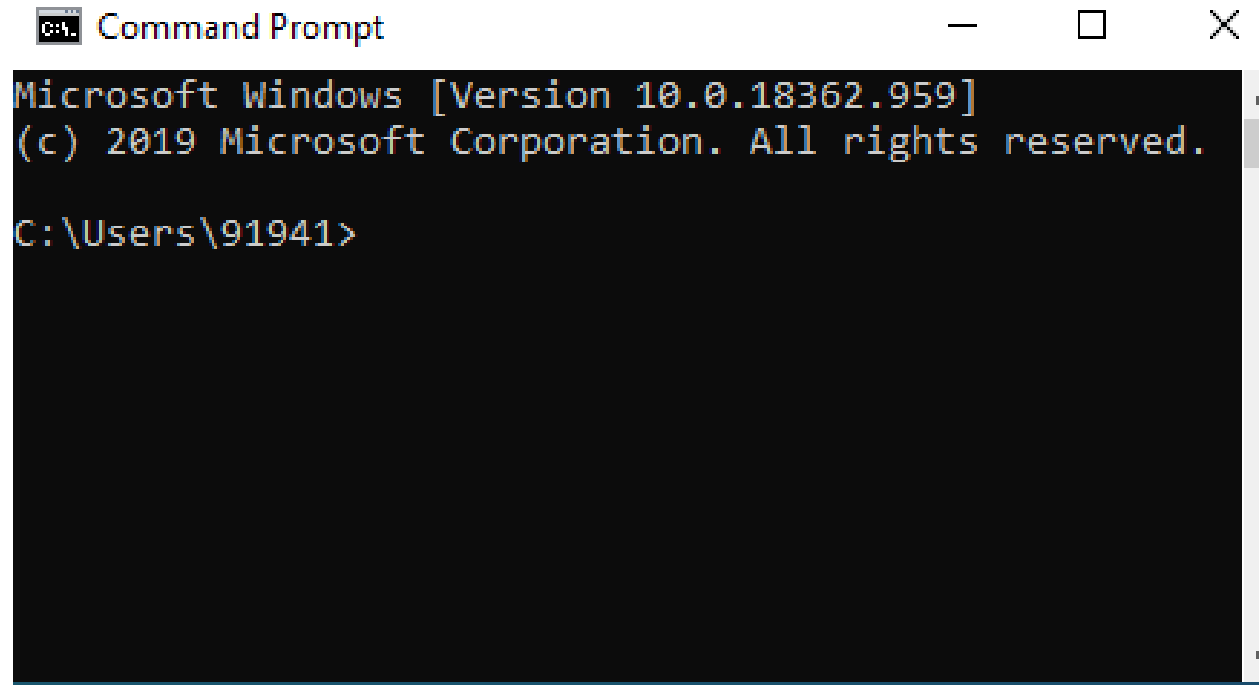 Command Prompt
Microsoft Windows [Version 10.0.18362.959]
(c) 2019 Microsoft Corporation. All rights reserved.
C:\Users\91941>